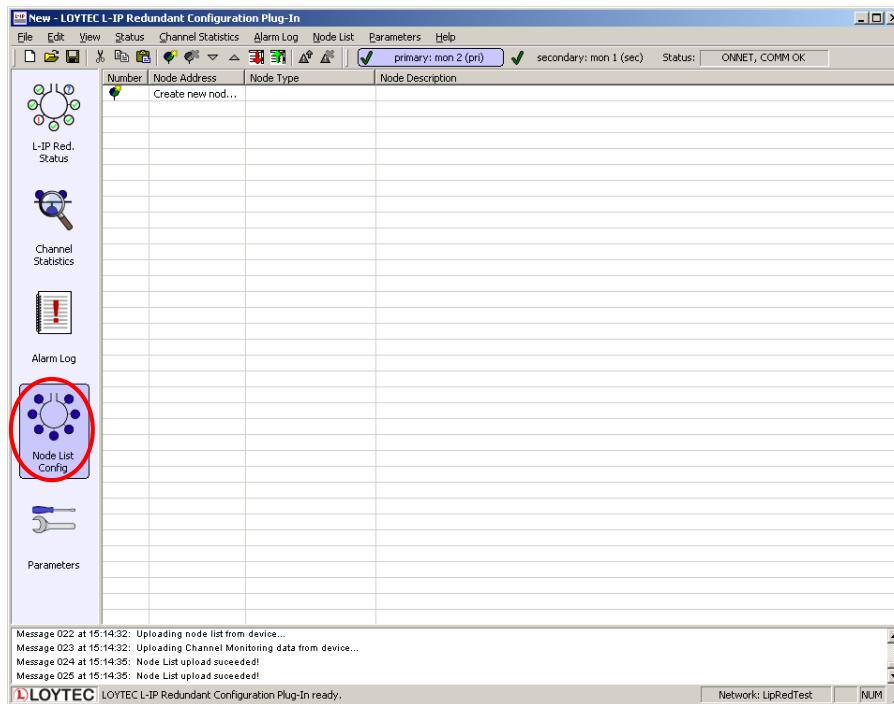 New - LOYTEC L-IP Redundant Configuration Plug-In
File Edit View Status Channel Statistics Alarm Log Node List Parameters Help
primary: mon 2 (pri) secondary: mon 1 (sec) Status: ONNET, COMM OK
Number Node Address Node Type Node Description
Create new nod...
L-IP Red.
Status
Channel
Statistics
Alarm Log
Node List
Config
Parameters
Message 022 at 15:14:32: Uploading node list from device...
Message 023 at 15:14:32: Uploading Channel Monitoring data from device...
Message 024 at 15:14:35: Node List upload suceeded!
Message 025 at 15:14:35: Node List upload suceeded!
LOYTEC LOYTEC L-IP Redundant Configuration Plug-In ready. Network: LipRedTest NUM